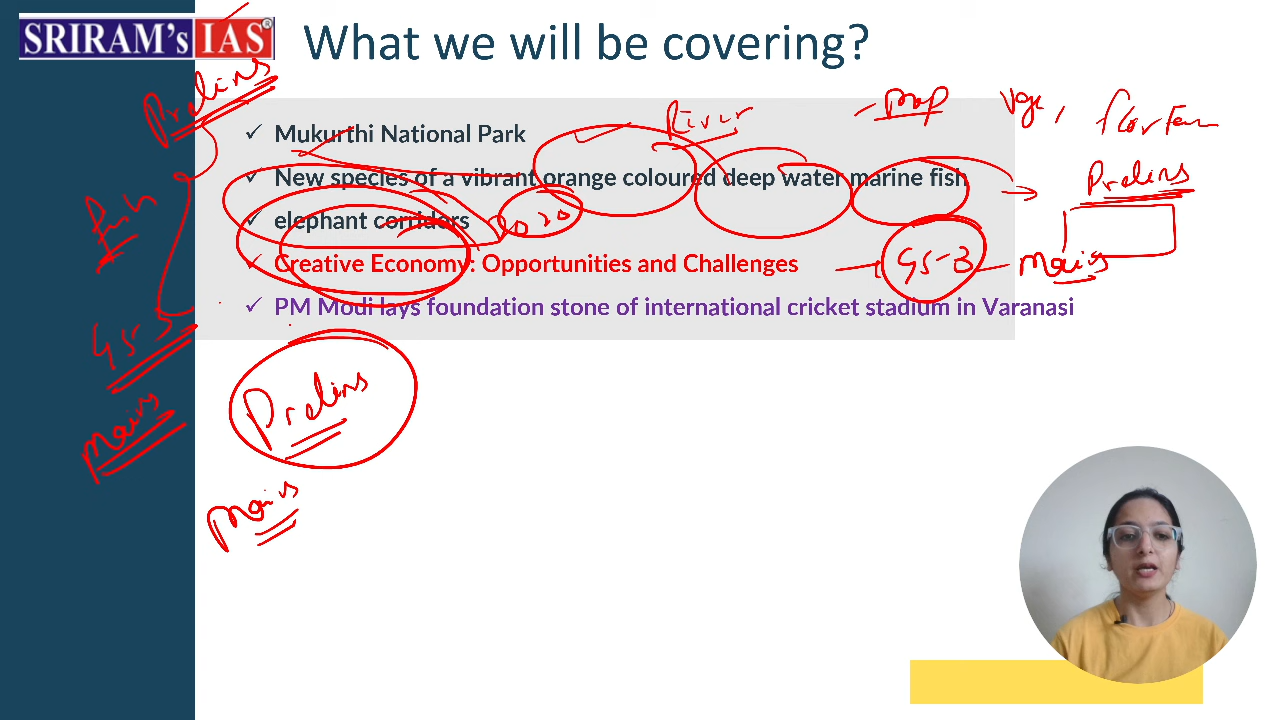 SRIRAM's IAS®
What we will be covering?
Prelims
River
Map
✓ Mukurthi National Park
✓ New species of a vibrant orange coloured deep water marine fish
Prelims
✓ elephant corridors
2020
✓ Creative Economy: Opportunities and Challenges
GS-3
Mains
✓ PM Modi lays foundation stone of international cricket stadium in Varanasi
GS 3
Mains
Prelims
Mains